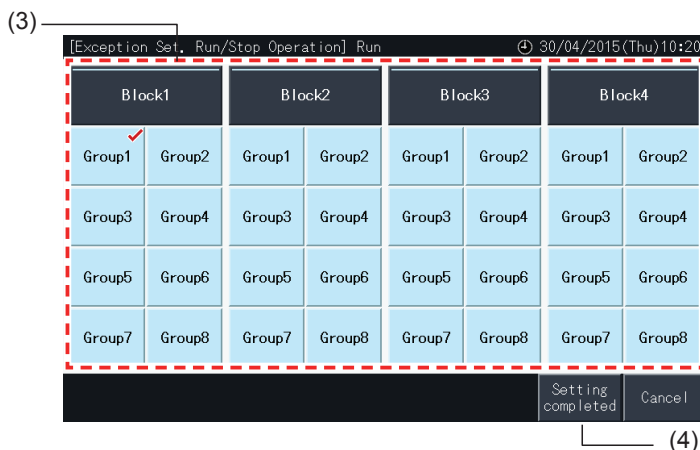 (3)
[Exception Set. Run/Stop Operation] Run 30/04/2015(Thu)10:20
Block1 Block2 Block3 Block4
Group1 Group2 Group1 Group2 Group1 Group2 Group1 Group2
Group3 Group4 Group3 Group4 Group3 Group4 Group3 Group4
Group5 Group6 Group5 Group6 Group5 Group6 Group5 Group6
Group7 Group8 Group7 Group8 Group7 Group8 Group7 Group8
Setting
completed Cancel
(4)